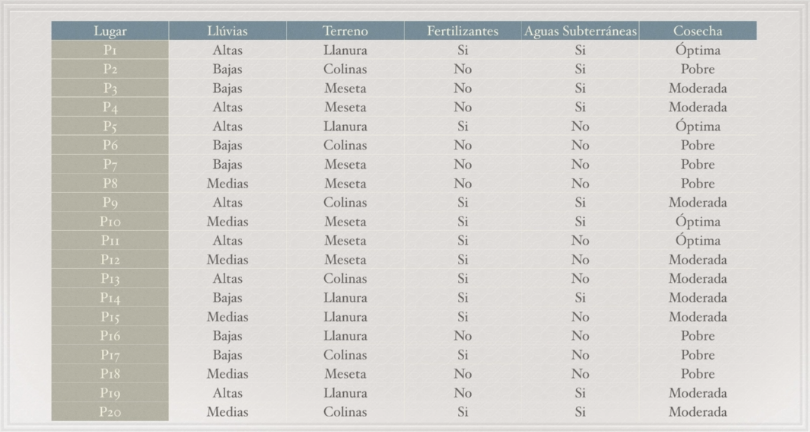 Lugar Llúvias Terreno Fertilizantes Aguas Subterráneas Cosecha
P1 Altas Llanura Si Si Óptima
P2 Bajas Colinas No Si Pobre
P3 Bajas Meseta No Si Moderada
P4 Altas Meseta No Si Moderada
P5 Altas Llanura Si No Óptima
P6 Bajas Colinas No No Pobre
P7 Bajas Meseta No No Pobre
P8 Medias Meseta No No Pobre
P9 Altas Colinas Si Si Moderada
P10 Medias Meseta Si Si Óptima
P11 Altas Meseta Si No Óptima
P12 Medias Meseta Si No Moderada
P13 Altas Colinas Si No Moderada
P14 Bajas Llanura Si Si Moderada
P15 Medias Llanura Si No Moderada
P16 Bajas Llanura No No Pobre
P17 Bajas Colinas Si No Pobre
P18 Medias Meseta No No Pobre
P19 Altas Llanura No Si Moderada
P20 Medias Colinas Si Si Moderada